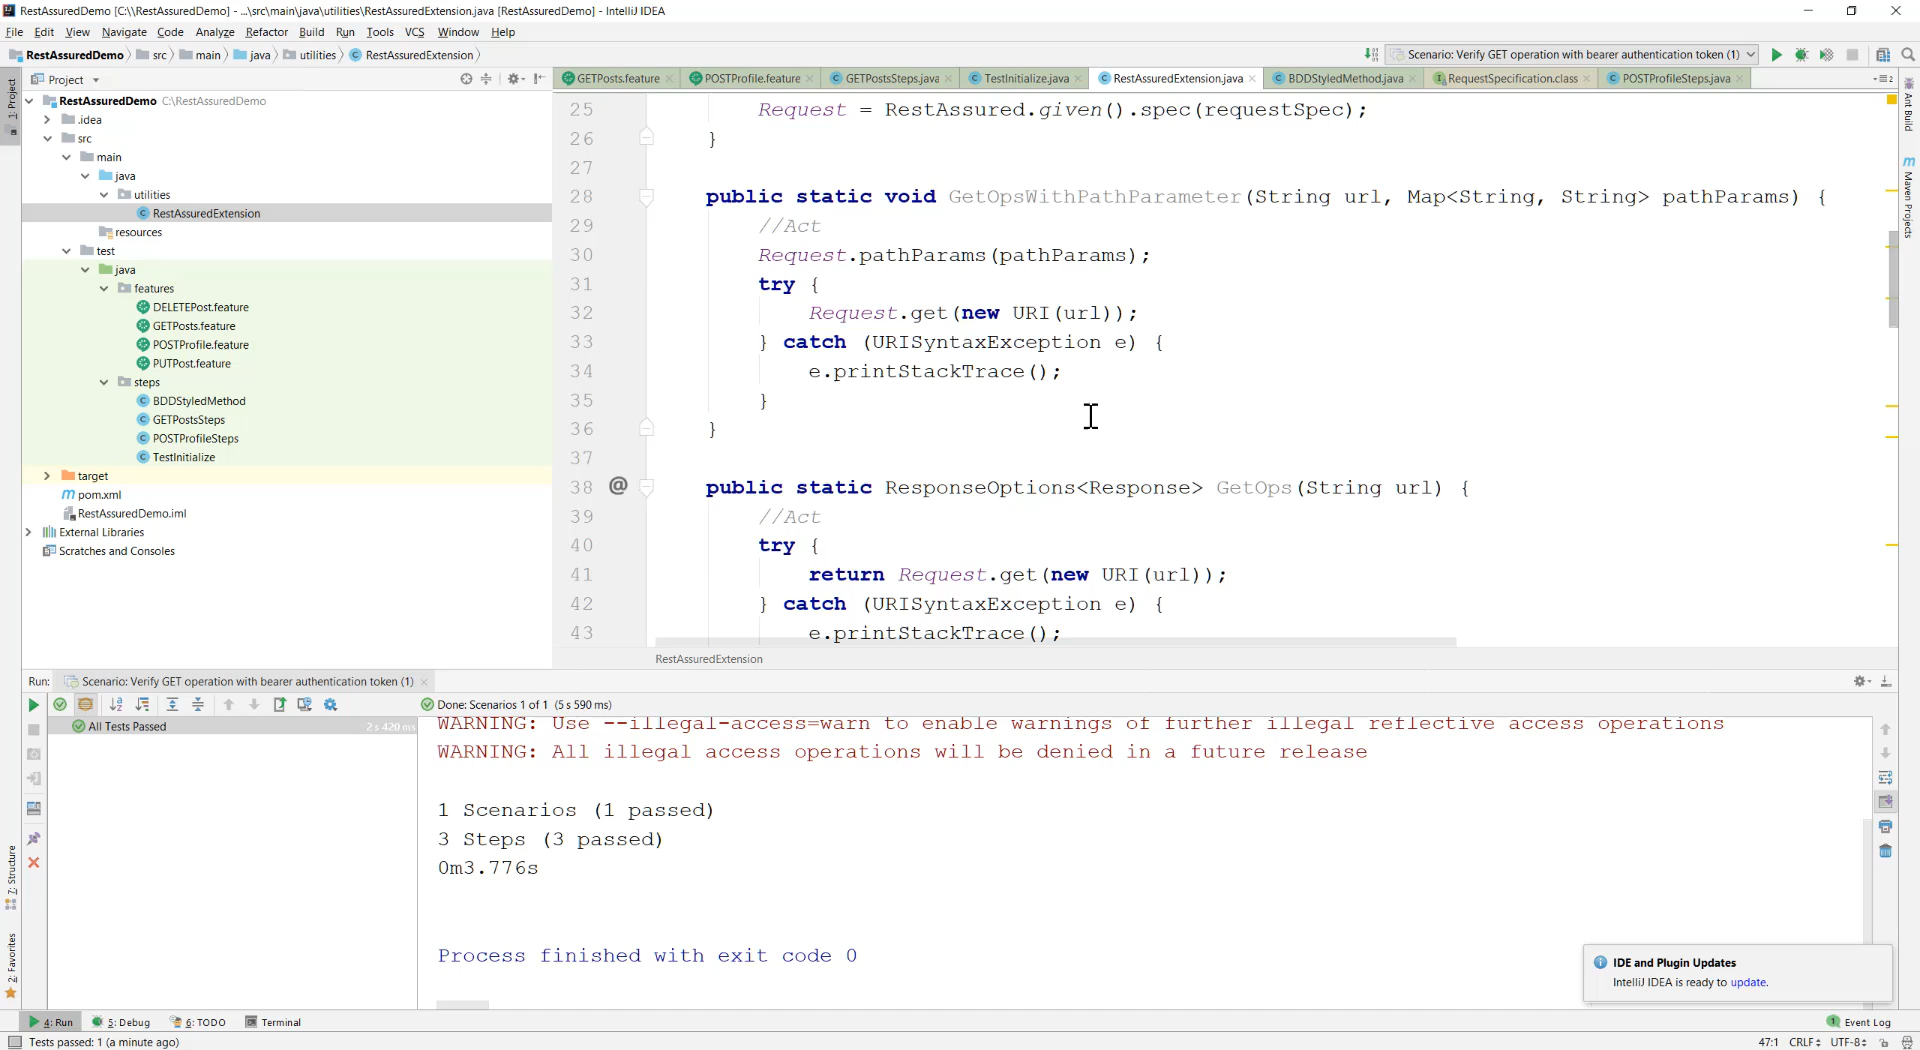 RestAssuredDemo [C:\\RestAssuredDemo] - ...\src\main\java\utilities\RestAssuredExtension.java [RestAssuredDemo] - IntelliJ IDEA
File Edit View Navigate Code Analyze Refactor Build Run Tools VCS Window Help
RestAssuredDemo src main java utilities RestAssuredExtension
Scenario: Verify GET operation with bearer authentication token (1)
Project
GETPosts.feature POSTProfile.feature GETPostsSteps.java TestInitialize.java RestAssuredExtension.java BDDStyledMethod.java RequestSpecification.class POSTProfileSteps.java
1: Project
RestAssuredDemo C:\RestAssuredDemo
.idea
src
main
java
utilities
RestAssuredExtension
resources
test
java
features
DELETEPost.feature
GETPosts.feature
POSTProfile.feature
PUTPost.feature
steps
BDDStyledMethod
GETPostsSteps
POSTProfileSteps
TestInitialize
target
pom.xml
RestAssuredDemo.iml
External Libraries
Scratches and Consoles
25 Request = RestAssured.given().spec(requestSpec);
26 }
27
28 public static void GetOpsWithPathParameter(String url, Map<String, String> pathParams) {
29 //Act
30 Request.pathParams(pathParams);
31 try {
32 Request.get(new URI(url));
33 } catch (URISyntaxException e) {
34 e.printStackTrace();
35 }
36 }
37
38 @ public static ResponseOptions<Response> GetOps(String url) {
39 //Act
40 try {
41 return Request.get(new URI(url));
42 } catch (URISyntaxException e) {
43 e.printStackTrace();
RestAssuredExtension
Ant Build
Maven Projects
Run: Scenario: Verify GET operation with bearer authentication token (1)
Done: Scenarios 1 of 1 (5 s 590 ms)
All Tests Passed 2 s 420 ms
WARNING: Use --illegal-access=warn to enable warnings of further illegal reflective access operations
WARNING: All illegal access operations will be denied in a future release
1 Scenarios (1 passed)
3 Steps (3 passed)
0m3.776s
Process finished with exit code 0
7: Structure
2: Favorites
IDE and Plugin Updates
IntelliJ IDEA is ready to update.
4: Run 5: Debug 6: TODO Terminal
Event Log
Tests passed: 1 (a minute ago)
47:1 CRLF UTF-8